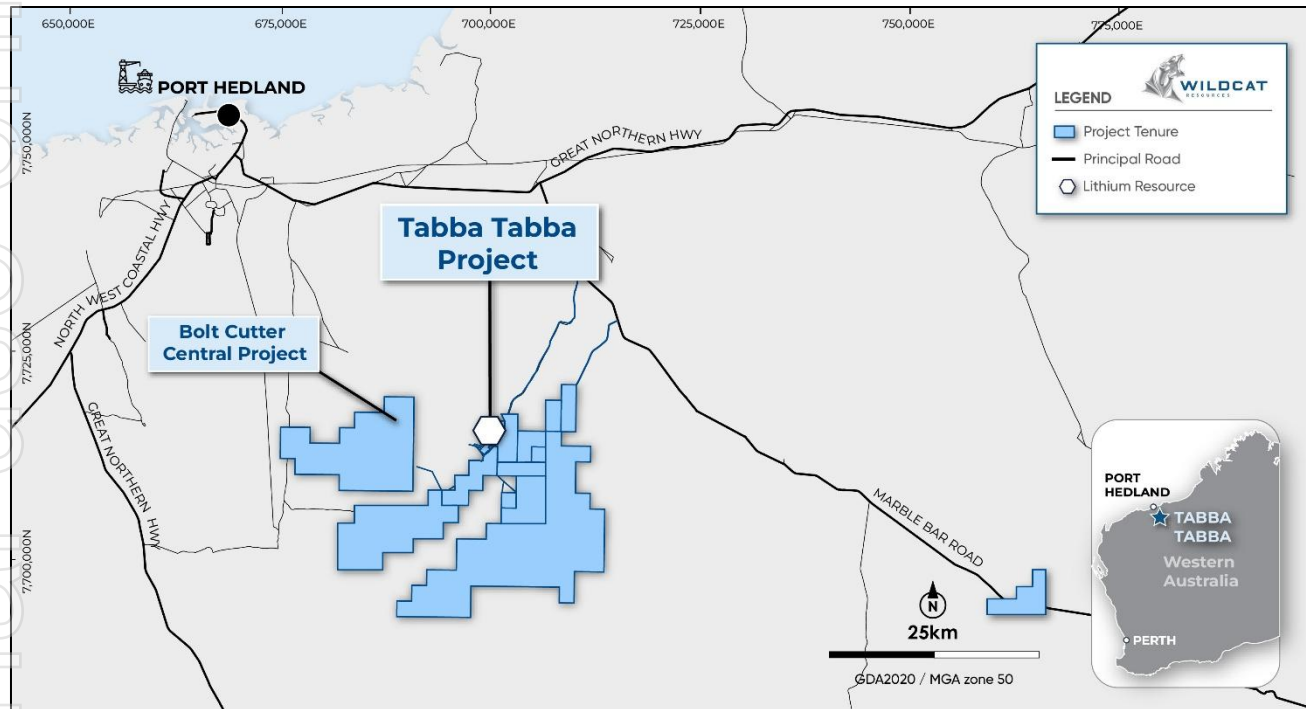 650,000E
675,000E
700,000E
725,000E
750,000E
775,000E
WILDCAT
RESOURCES
LEGEND
Project Tenure
Principal Road
Lithium Resource
PORT HEDLAND
7,750,000N
GREAT NORTHERN HWY
NORTH WEST COASTAL HWY
Tabba Tabba
Project
Bolt Cutter
Central Project
7,725,000N
GREAT NORTHERN HWY
7,700,000N
MARBLE BAR ROAD
N
25km
GDA2020 / MGA zone 50
PORT
HEDLAND
TABBA
TABBA
Western
Australia
PERTH